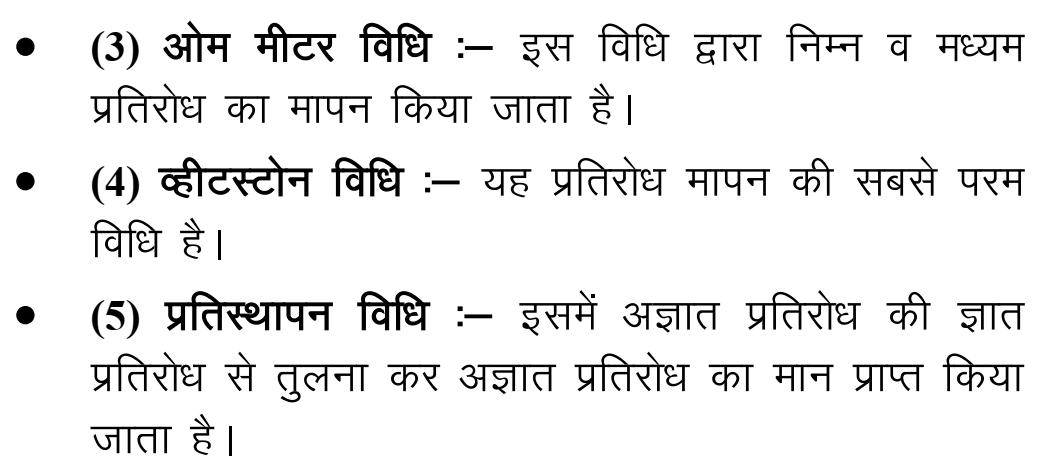 • (3) ओम मीटर विधि :– इस विधि द्वारा निम्न व मध्यम
प्रतिरोध का मापन किया जाता है।
• (4) व्हीटस्टोन विधि :– यह प्रतिरोध मापन की सबसे परम
विधि है।
• (5) प्रतिस्थापन विधि :– इसमें अज्ञात प्रतिरोध की ज्ञात
प्रतिरोध से तुलना कर अज्ञात प्रतिरोध का मान प्राप्त किया
जाता है।